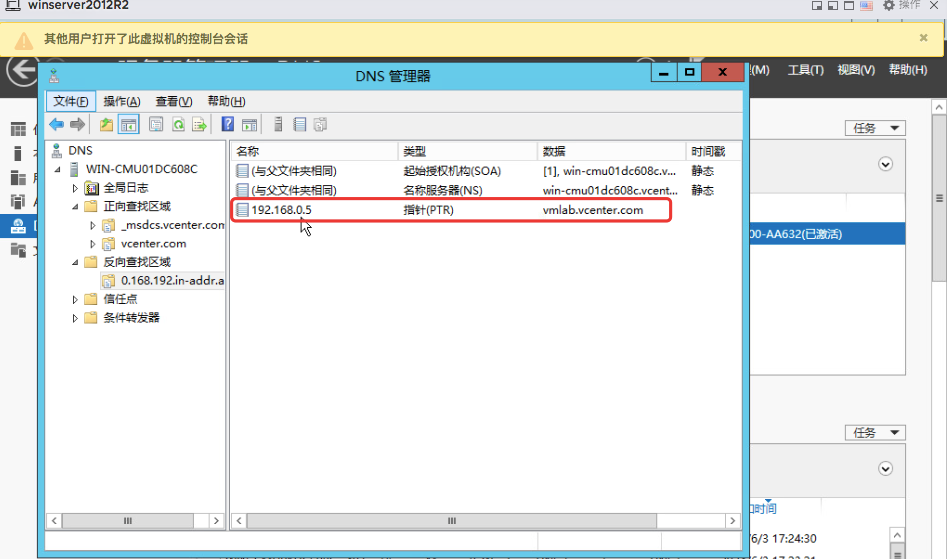 winserver2012R2
操作
其他用户打开了此虚拟机的控制台会话
DNS 管理器
(M) 工具(T) 视图(V) 帮助(H)
文件(F) 操作(A) 查看(V) 帮助(H)
DNS
WIN-CMU01DC608C
全局日志
正向查找区域
_msdcs.vcenter.com
vcenter.com
反向查找区域
0.168.192.in-addr.a
信任点
条件转发器
名称 类型 数据 时间戳
(与父文件夹相同) 起始授权机构(SOA) [1], win-cmu01dc608c.v... 静态
(与父文件夹相同) 名称服务器(NS) win-cmu01dc608c.vcent... 静态
192.168.0.5 指针(PTR) vmlab.vcenter.com
任务
00-AA632(已激活)
任务
时间
6/3 17:24:30